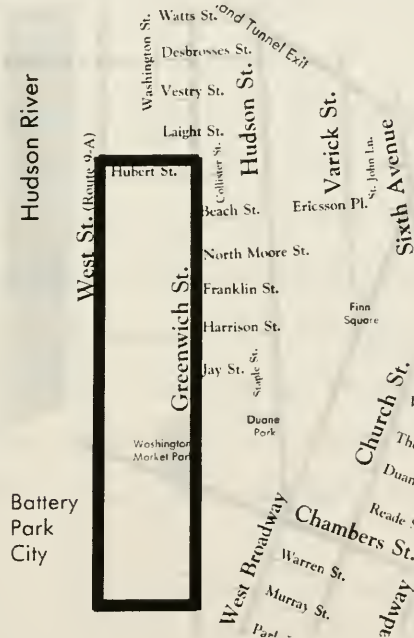 Watts St.
Tunnel Exit
Washington St.
Desbrosses St.
Vestry St.
Laight St.
Hudson St.
Hudson River
West St. (Route 9-A)
Hubert St.
Collister St.
Varick St.
St. John Ln.
Sixth Avenue
Beach St.
Ericsson Pl.
North Moore St.
Greenwich St.
Franklin St.
Finn
Square
Harrison St.
Jay St.
Staple St.
Duane
Park
Washington
Market Park
Church St.
Reade
Battery
Park
City
West Broadway
Chambers St.
Warren St.
Murray St.